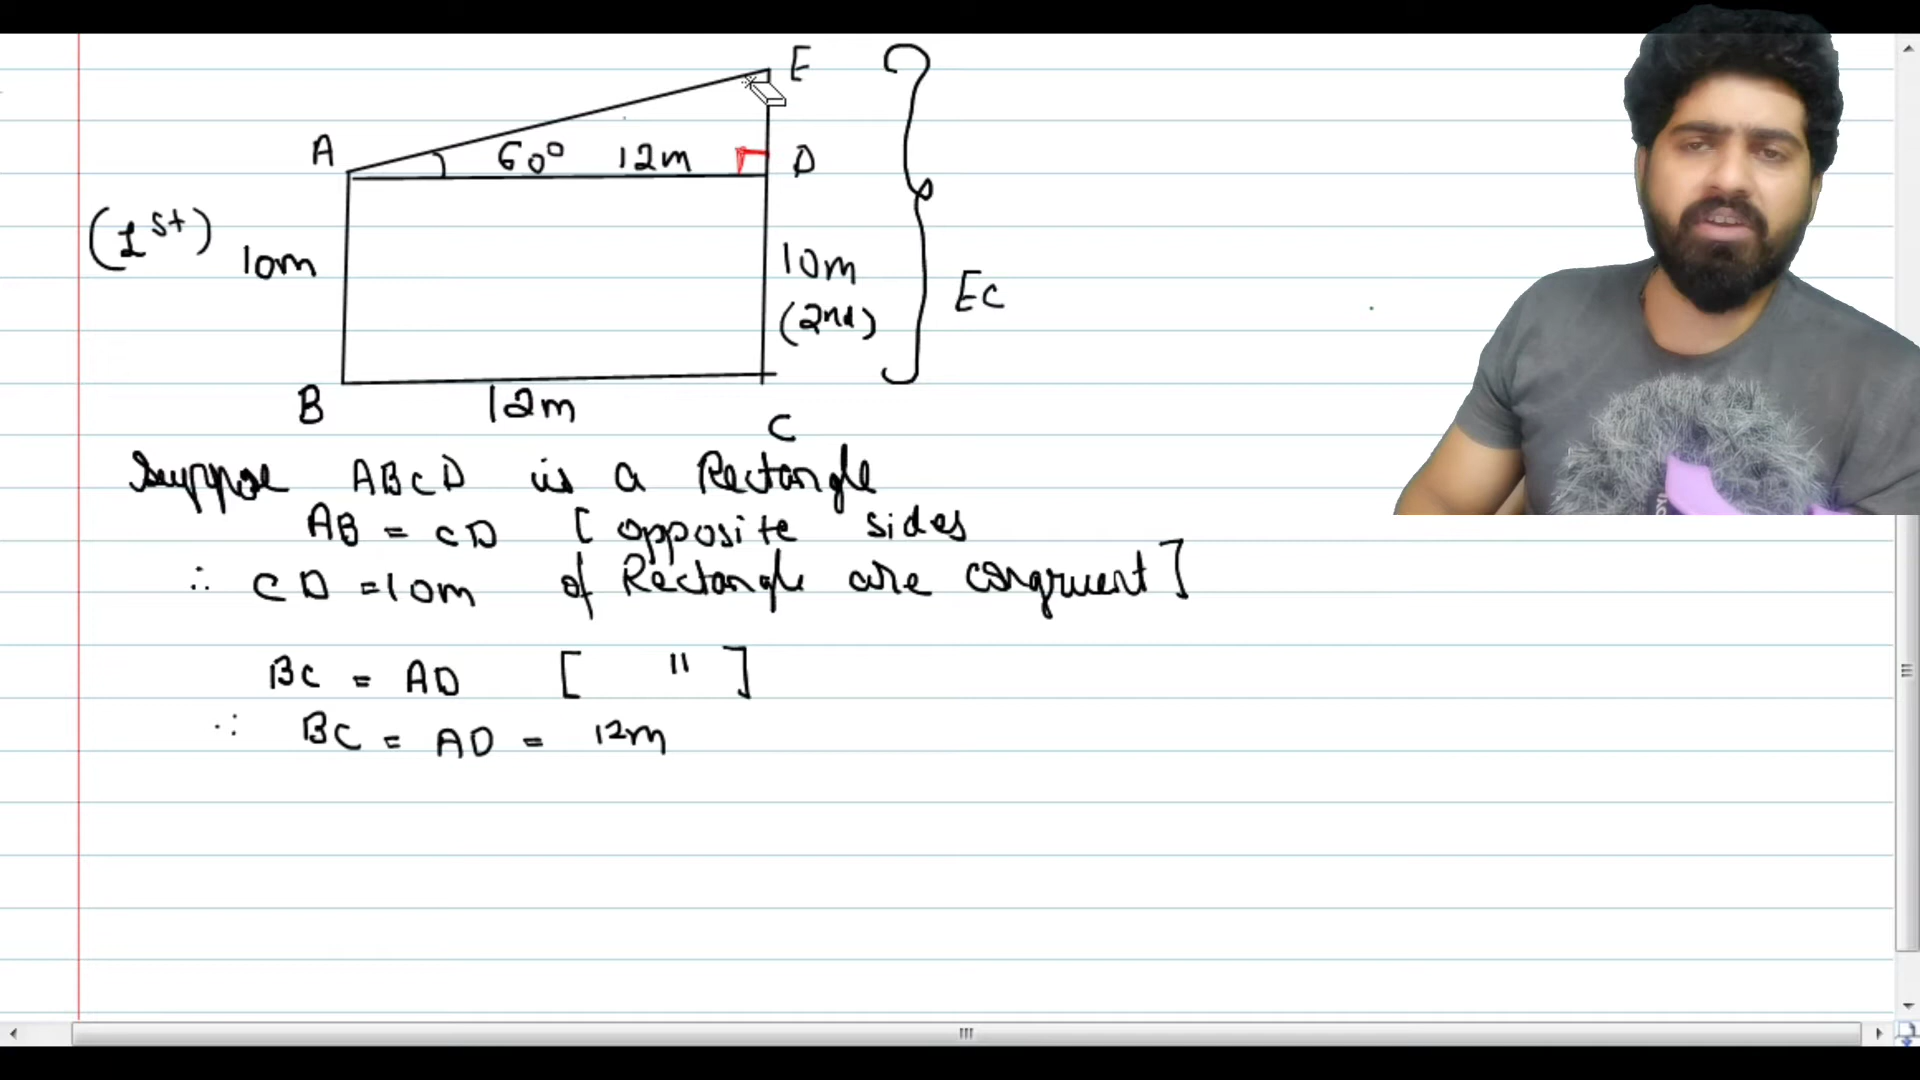 E
A 60° 12m D
(1st) 10m
10m
(2nd)
EC
B 12m C
Suppose ABCD is a Rectangle
AB = CD [ opposite sides
∴ CD = 10m of Rectangle are congruent ]
BC = AD [ " ]
∴ BC = AD = 12m